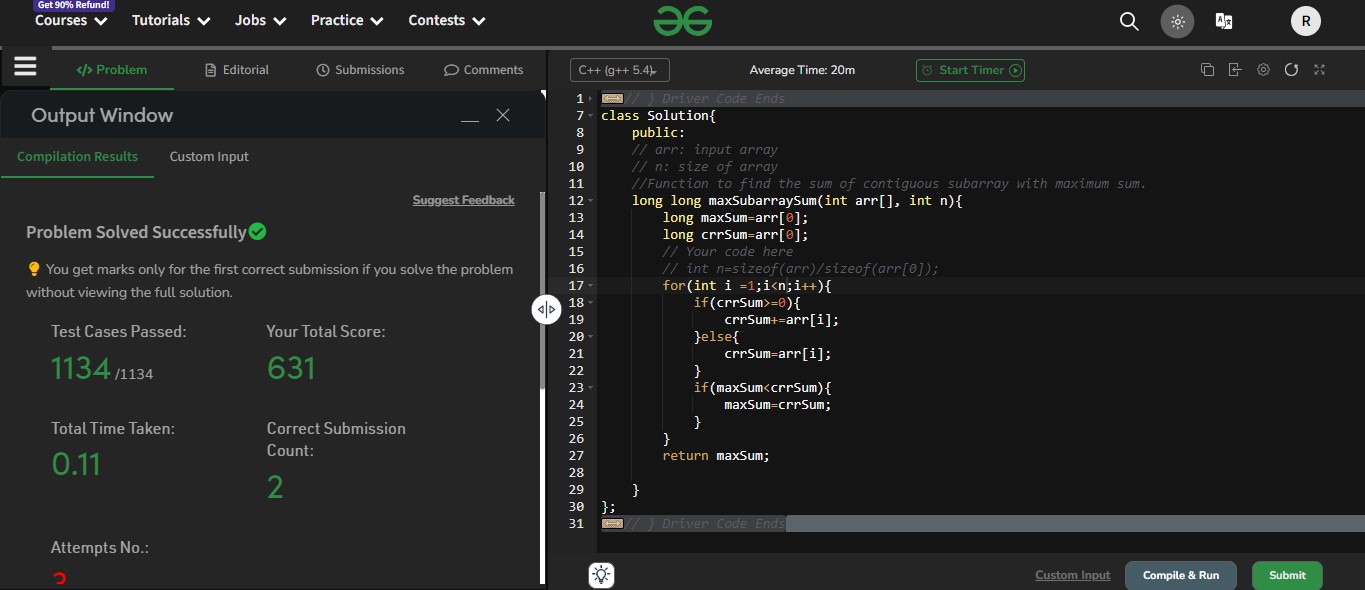 Get 90% Refund!
Courses
Tutorials
Jobs
Practice
Contests
R
Problem
Editorial
Submissions
Comments
C++ (g++ 5.4)
Average Time: 20m
Start Timer
Output Window
Compilation Results
Custom Input
Suggest Feedback
Problem Solved Successfully
You get marks only for the first correct submission if you solve the problem
without viewing the full solution.
Test Cases Passed:
1134 /1134
Your Total Score:
631
Total Time Taken:
0.11
Correct Submission
Count:
2
Attempts No.:
1 // } Driver Code Ends
7 class Solution{
8 public:
9 // arr: input array
10 // n: size of array
11 //Function to find the sum of contiguous subarray with maximum sum.
12 long long maxSubarraySum(int arr[], int n){
13 long maxSum=arr[0];
14 long crrSum=arr[0];
15 // Your code here
16 // int n=sizeof(arr)/sizeof(arr[0]);
17 for(int i =1;i<n;i++){
18 if(crrSum>=0){
19 crrSum+=arr[i];
20 }else{
21 crrSum=arr[i];
22 }
23 if(maxSum<crrSum){
24 maxSum=crrSum;
25 }
26 }
27 return maxSum;
28
29 }
30 };
31 // } Driver Code Ends
Custom Input
Compile & Run
Submit